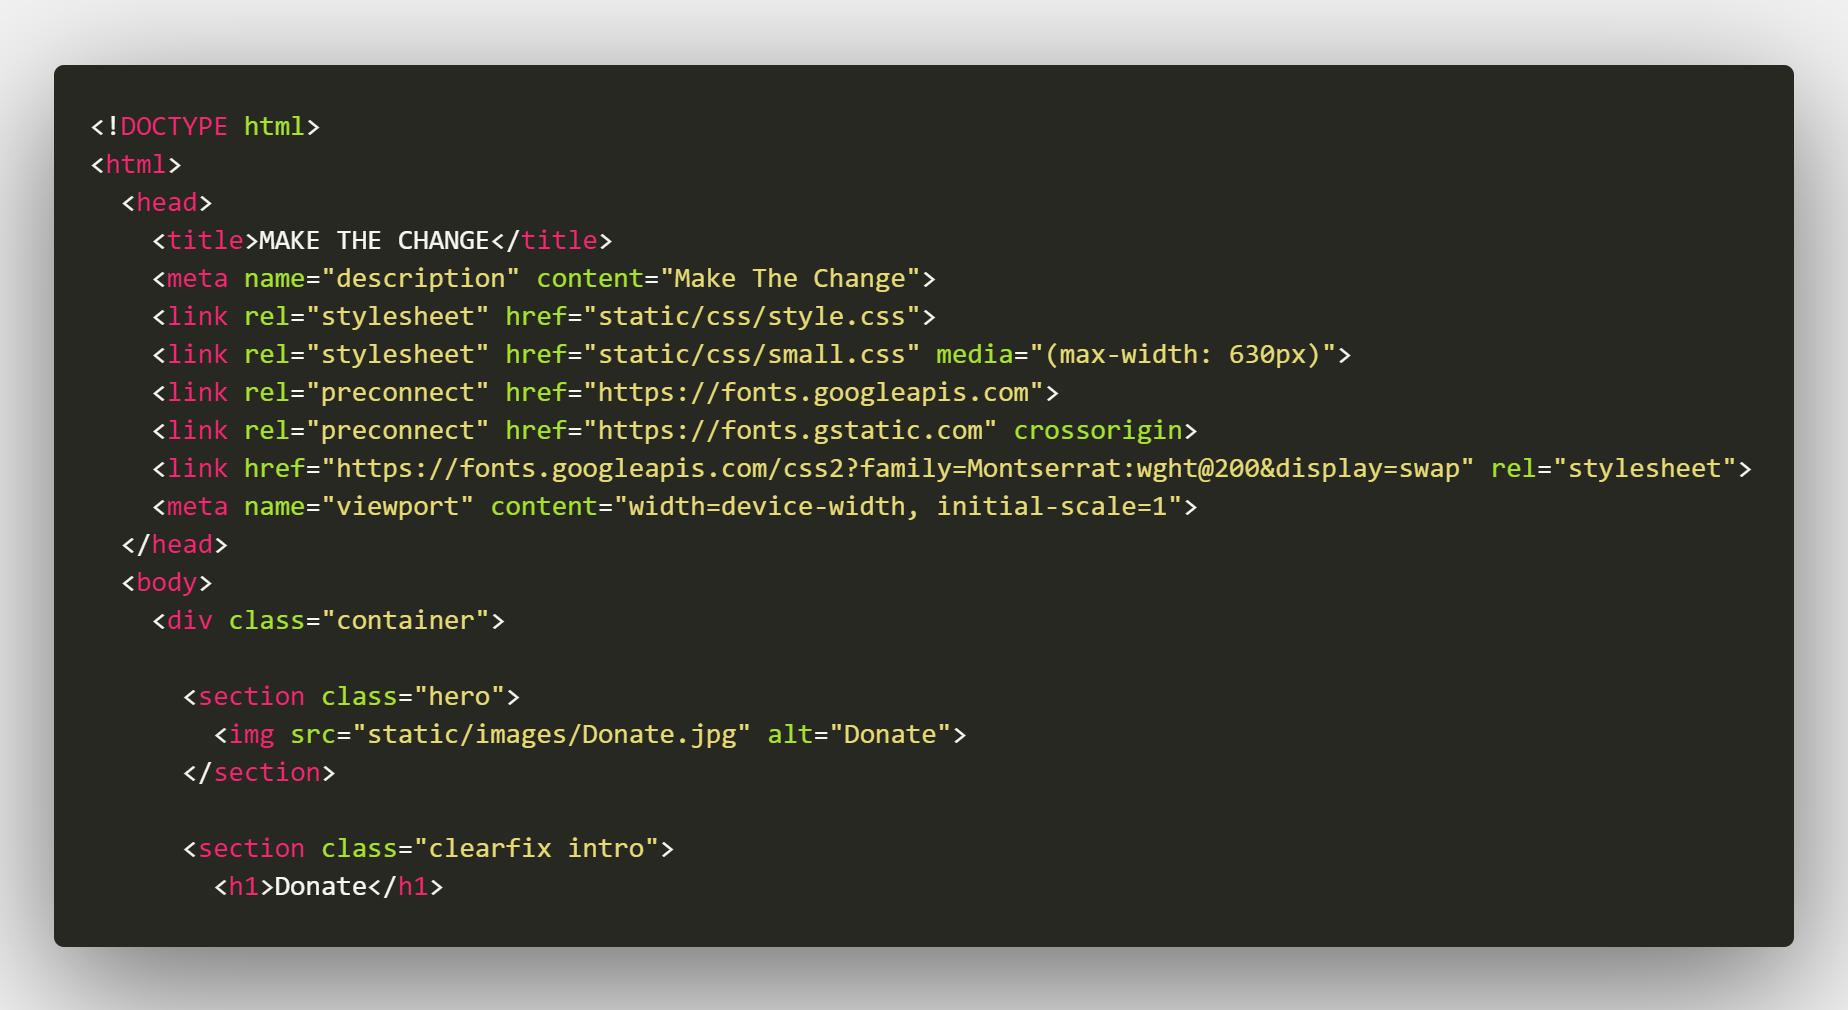 <!DOCTYPE html>
<html>
  <head>
    <title>MAKE THE CHANGE</title>
    <meta name="description" content="Make The Change">
    <link rel="stylesheet" href="static/css/style.css">
    <link rel="stylesheet" href="static/css/small.css" media="(max-width: 630px)">
    <link rel="preconnect" href="https://fonts.googleapis.com">
    <link rel="preconnect" href="https://fonts.gstatic.com" crossorigin>
    <link href="https://fonts.googleapis.com/css2?family=Montserrat:wght@200&display=swap" rel="stylesheet">
    <meta name="viewport" content="width=device-width, initial-scale=1">
  </head>
  <body>
    <div class="container">

      <section class="hero">
        <img src="static/images/Donate.jpg" alt="Donate">
      </section>

      <section class="clearfix intro">
        <h1>Donate</h1>